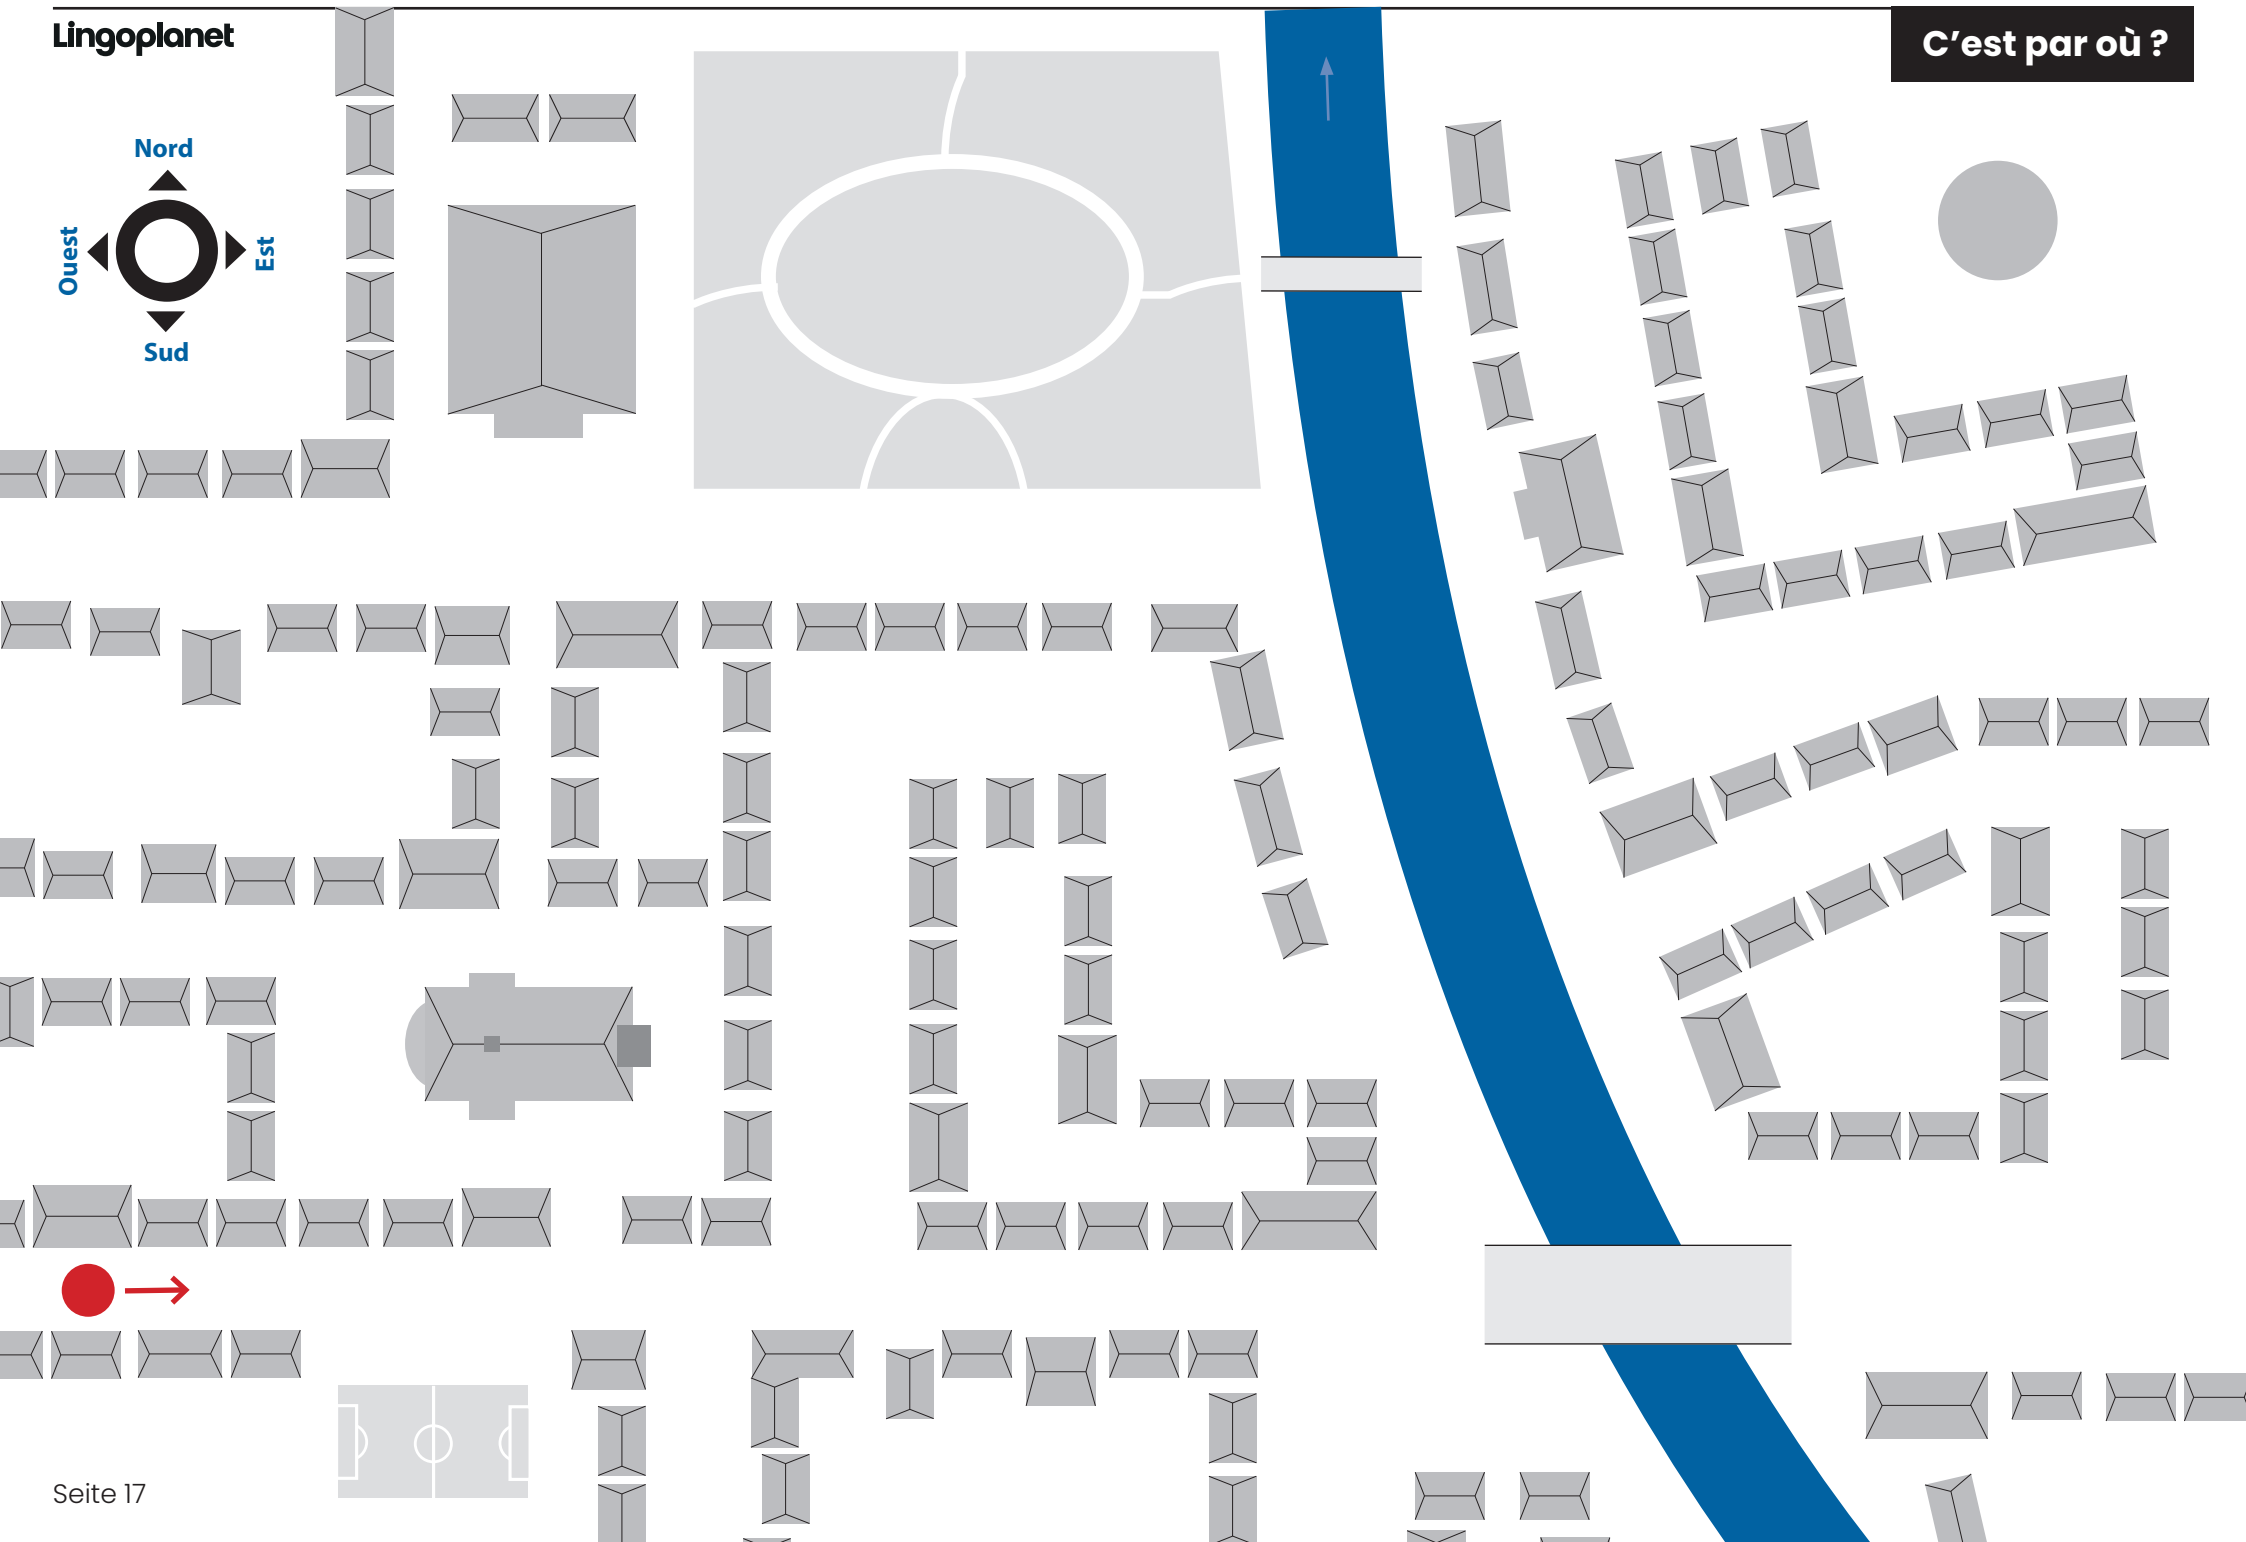 Lingoplanet
C’est par où ?
Nord
Ouest
Est
Sud
Seite 17